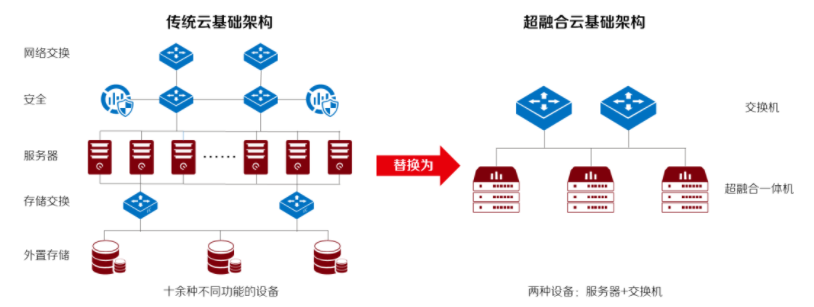 传统云基础架构
超融合云基础架构
网络交换
安全
服务器
存储交换
外置存储
替换为
交换机
超融合一体机
十余种不同功能的设备
两种设备：服务器+交换机